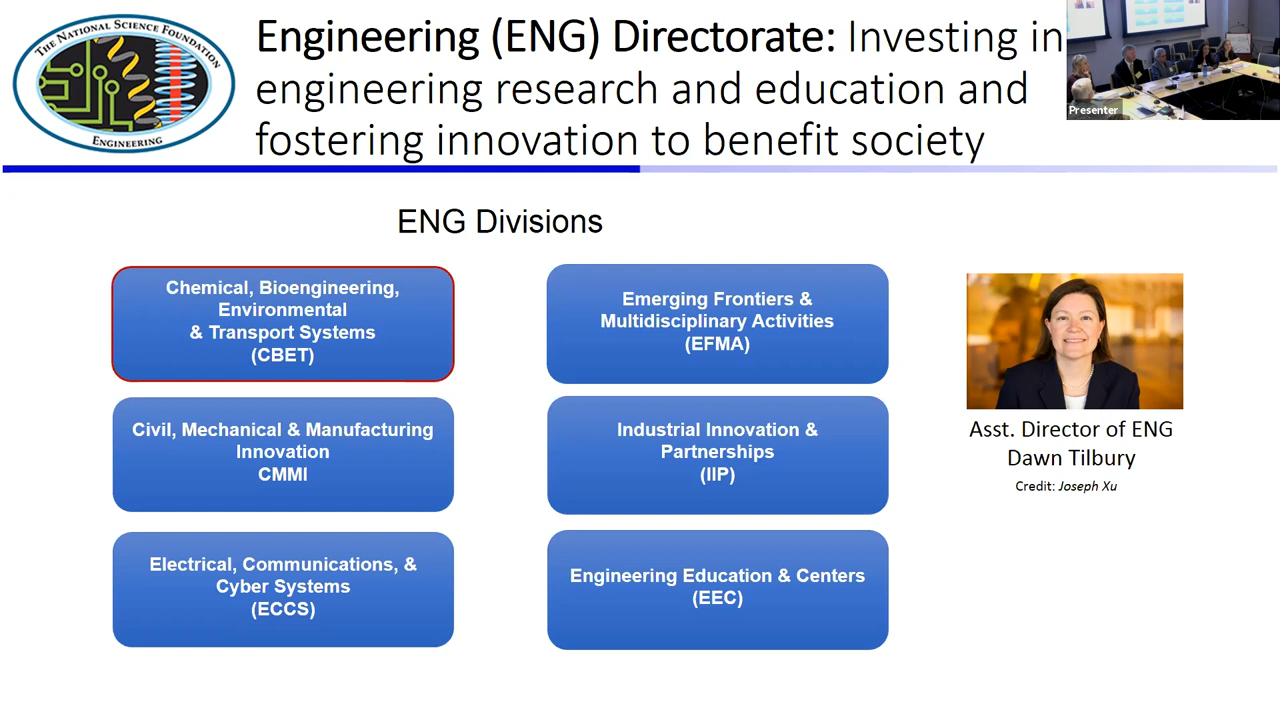 THE NATIONAL SCIENCE FOUNDATION
ENGINEERING
Engineering (ENG) Directorate: Investing in
engineering research and education and
fostering innovation to benefit society
Presenter
ENG Divisions
Chemical, Bioengineering,
Environmental
& Transport Systems
(CBET)
Emerging Frontiers &
Multidisciplinary Activities
(EFMA)
Civil, Mechanical & Manufacturing
Innovation
CMMI
Industrial Innovation &
Partnerships
(IIP)
Electrical, Communications, &
Cyber Systems
(ECCS)
Engineering Education & Centers
(EEC)
Asst. Director of ENG
Dawn Tilbury
Credit: Joseph Xu